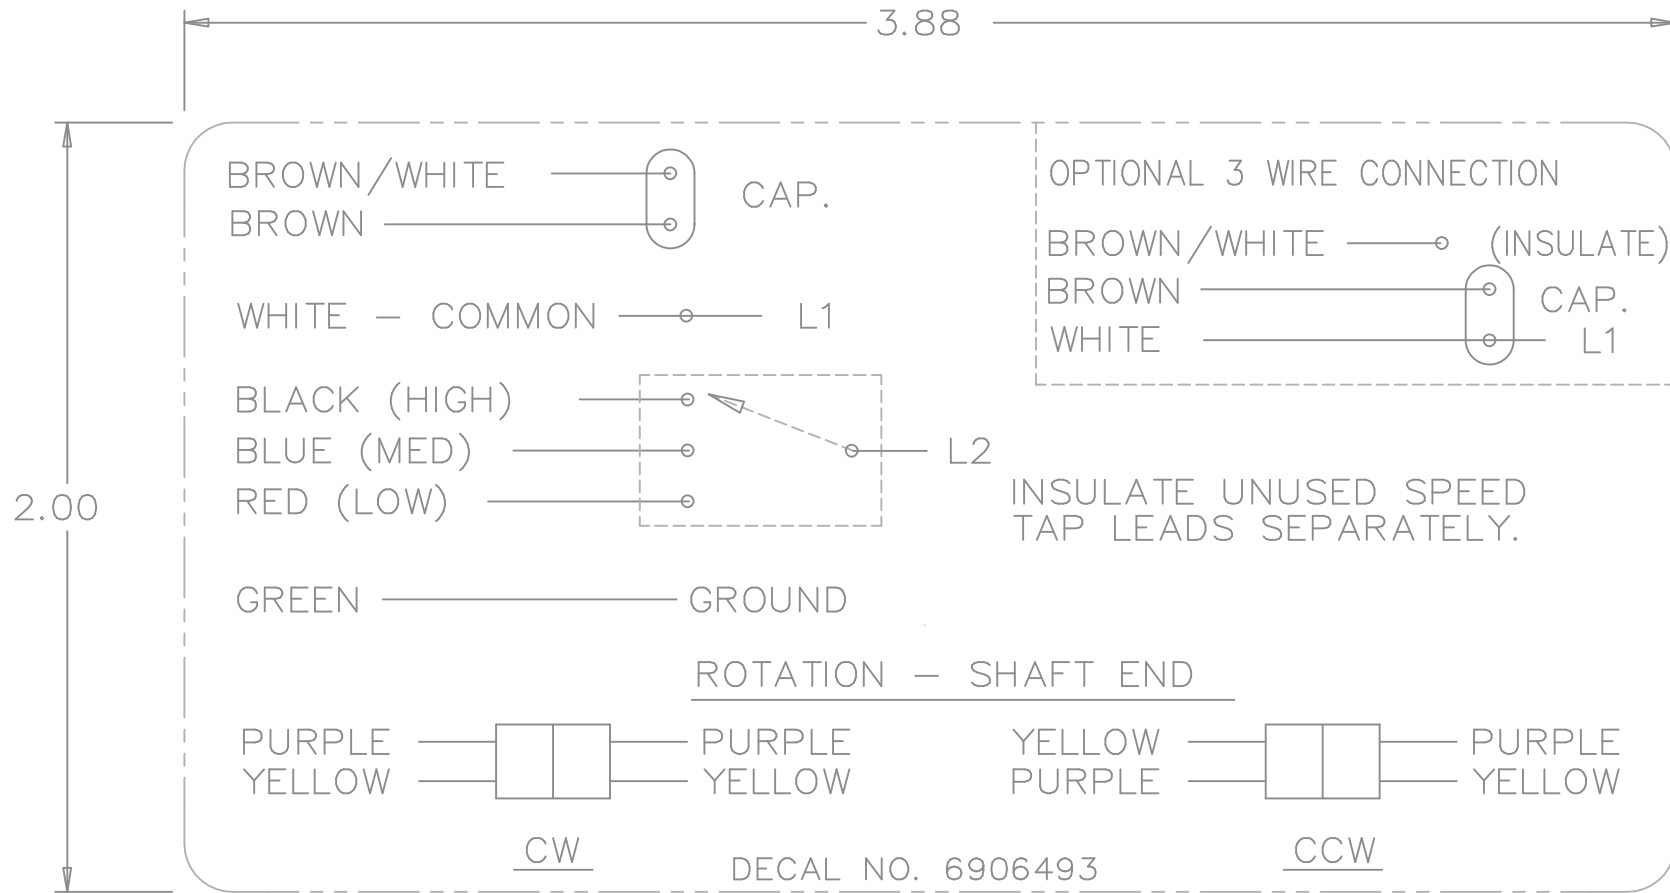 3.88
BROWN/WHITE
CAP.
BROWN
WHITE - COMMON
L1
BLACK (HIGH)
BLUE (MED)
L2
RED (LOW)
OPTIONAL 3 WIRE CONNECTION
BROWN/WHITE (INSULATE)
BROWN
CAP.
WHITE
L1
2.00
INSULATE UNUSED SPEED
TAP LEADS SEPARATELY.
GREEN GROUND
ROTATION - SHAFT END
PURPLE PURPLE
YELLOW YELLOW
CW
YELLOW PURPLE
PURPLE YELLOW
CCW
DECAL NO. 6906493